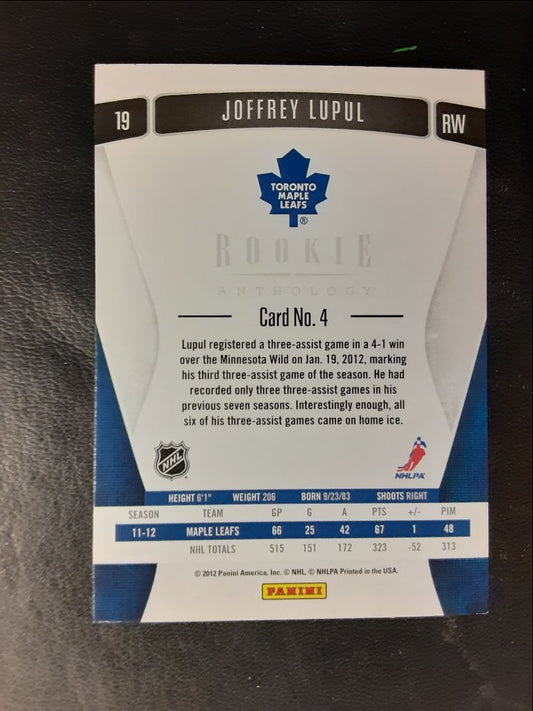 19 JOFFREY LUPUL RW
TORONTO
MAPLE
LEAFS
®
ROOKIE
ANTHOLOGY
Card No. 4
Lupul registered a three-assist game in a 4-1 win
over the Minnesota Wild on Jan. 19, 2012, marking
his third three-assist game of the season. He had
recorded only three three-assist games in his
previous seven seasons. Interestingly enough, all
six of his three-assist games came on home ice.
NHL
NHLPA
HEIGHT 6'1" WEIGHT 206 BORN 9/23/83 SHOOTS RIGHT
SEASON TEAM GP G A PTS +/- PIM
11-12 MAPLE LEAFS 66 25 42 67 1 48
NHL TOTALS 515 151 172 323 -52 313
© 2012 Panini America, Inc. © NHL, © NHLPA Printed in the USA.
PANINI